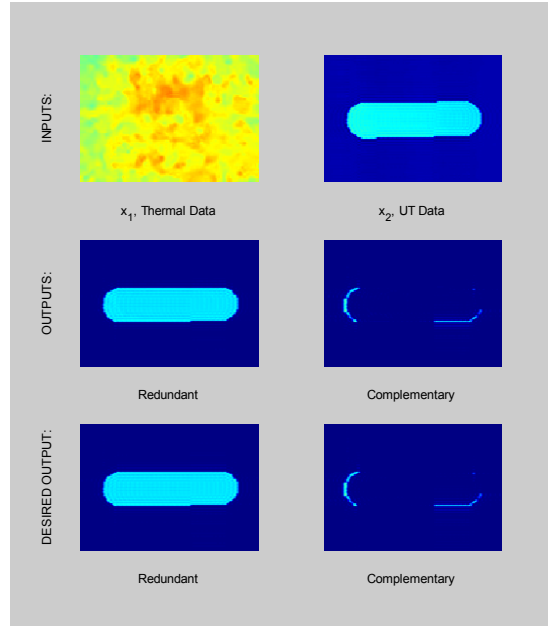 INPUTS:
x1, Thermal Data
x2, UT Data
OUTPUTS:
Redundant
Complementary
DESIRED OUTPUT:
Redundant
Complementary